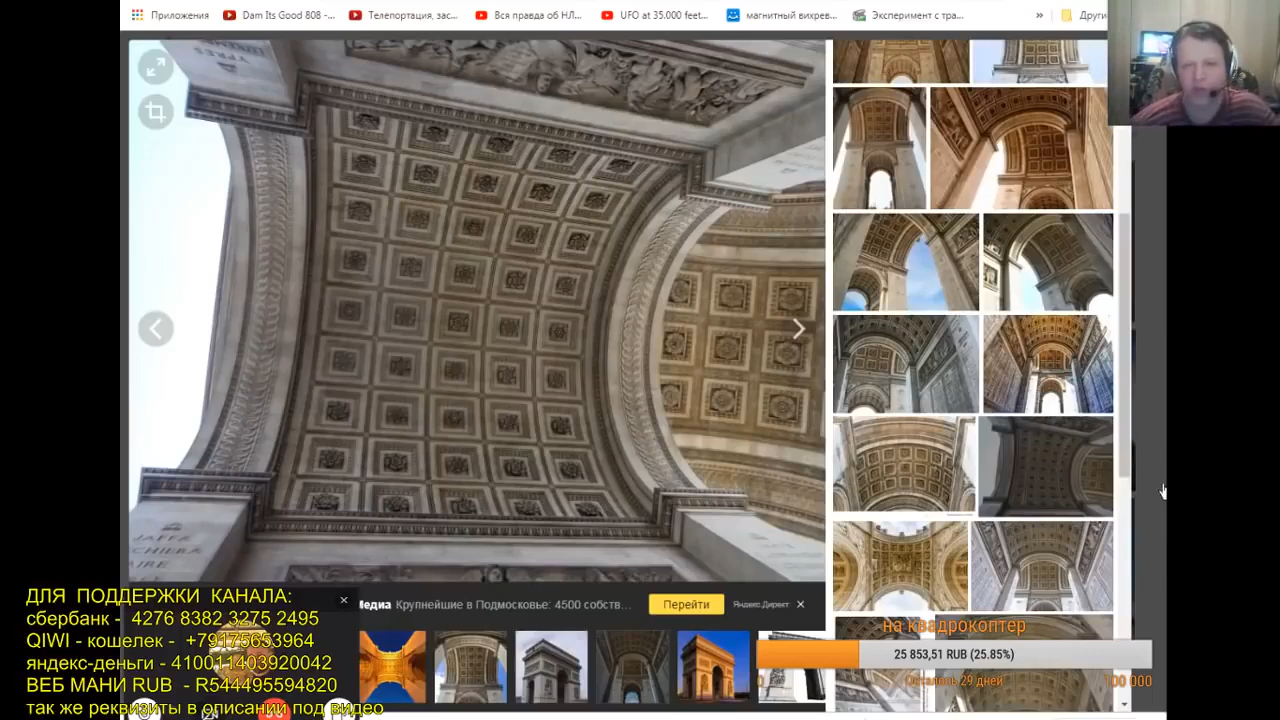 Приложения
Dam Its Good 808 -...
Телепортация, зас...
Вся правда об НЛ...
UFO at 35.000 feet...
магнитный вихрев...
Эксперимент с тра...
»
Други
YPRES
JAFFA
ДЛЯ ПОДДЕРЖКИ КАНАЛА:
сбербанк - 4276 8382 3275 2495
QIWI - кошелек - +79175653964
яндекс-деньги - 410011403920042
ВЕБ МАНИ RUB - R544495594820
так же реквизиты в описании под видео
Медиа Крупнейшие в Подмосковье: 4500 собств...
Перейти
Яндекс.Директ
на квадрокоптер
25 853,51 RUB (25.85%)
0
Осталось 29 дней
100 000